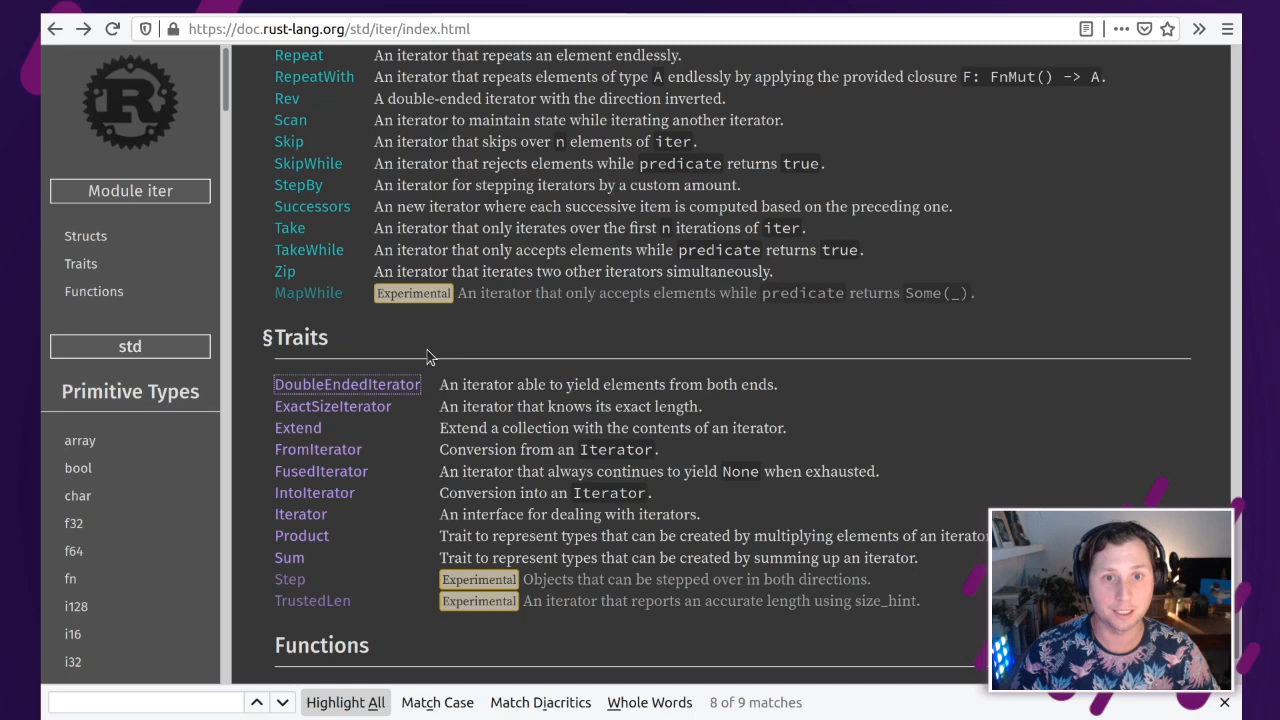 https://doc.rust-lang.org/std/iter/index.html
R
Module iter
Structs
Traits
Functions
std
Primitive Types
array
bool
char
f32
f64
fn
i128
i16
i32
Repeat An iterator that repeats an element endlessly.
RepeatWith An iterator that repeats elements of type A endlessly by applying the provided closure F: FnMut() -> A.
Rev A double-ended iterator with the direction inverted.
Scan An iterator to maintain state while iterating another iterator.
Skip An iterator that skips over n elements of iter.
SkipWhile An iterator that rejects elements while predicate returns true.
StepBy An iterator for stepping iterators by a custom amount.
Successors An new iterator where each successive item is computed based on the preceding one.
Take An iterator that only iterates over the first n iterations of iter.
TakeWhile An iterator that only accepts elements while predicate returns true.
Zip An iterator that iterates two other iterators simultaneously.
MapWhile Experimental An iterator that only accepts elements while predicate returns Some(_).
§Traits
DoubleEndedIterator An iterator able to yield elements from both ends.
ExactSizeIterator An iterator that knows its exact length.
Extend Extend a collection with the contents of an iterator.
FromIterator Conversion from an Iterator.
FusedIterator An iterator that always continues to yield None when exhausted.
IntoIterator Conversion into an Iterator.
Iterator An interface for dealing with iterators.
Product Trait to represent types that can be created by multiplying elements of an iterator
Sum Trait to represent types that can be created by summing up an iterator.
Step Experimental Objects that can be stepped over in both directions.
TrustedLen Experimental An iterator that reports an accurate length using size_hint.
Functions
Highlight All Match Case Match Diacritics Whole Words 8 of 9 matches